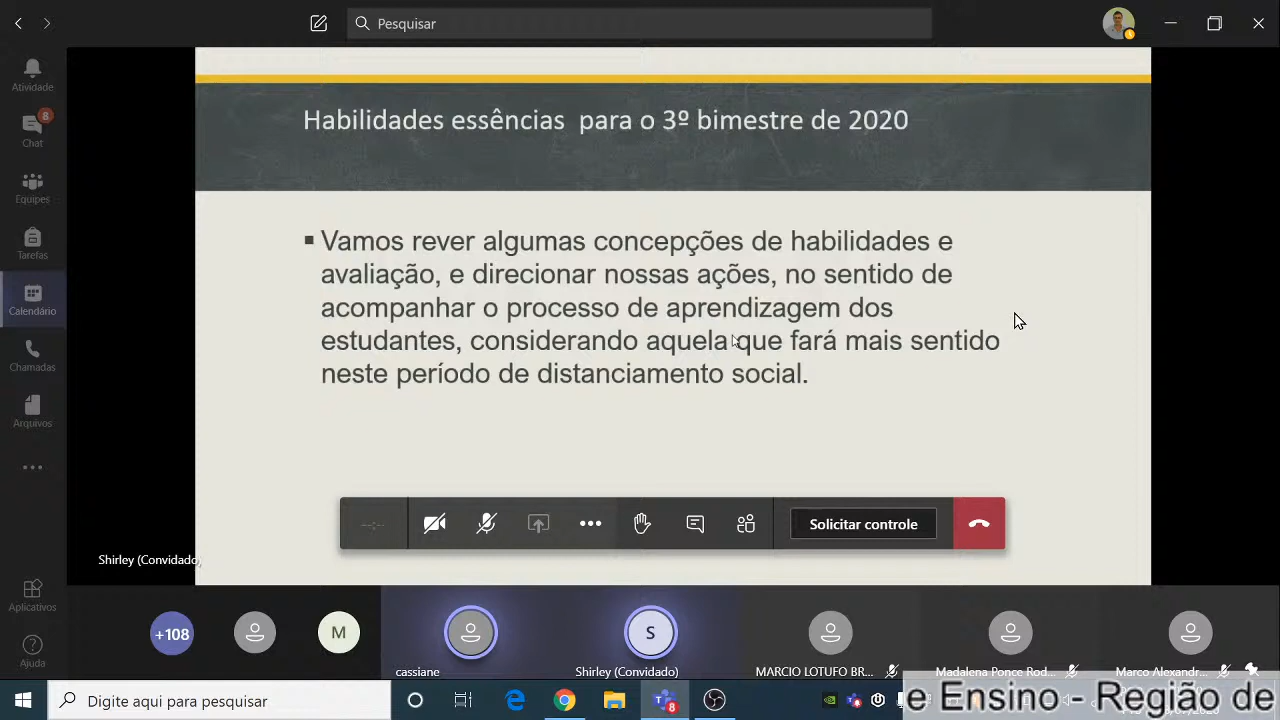 Pesquisar
Atividade
8
Chat
Equipes
Tarefas
Calendário
Chamadas
Arquivos
Aplicativos
Ajuda
Habilidades essências para o 3º bimestre de 2020
Vamos rever algumas concepções de habilidades e
avaliação, e direcionar nossas ações, no sentido de
acompanhar o processo de aprendizagem dos
estudantes, considerando aquela que fará mais sentido
neste período de distanciamento social.
Solicitar controle
Shirley (Convidado)
+108
M
S
cassiane
Shirley (Convidado)
MARCIO LOTUFO BR...
Madalena Ponce Rod...
Marco Alexandr...
Digite aqui para pesquisar
8
e Ensino - Região de